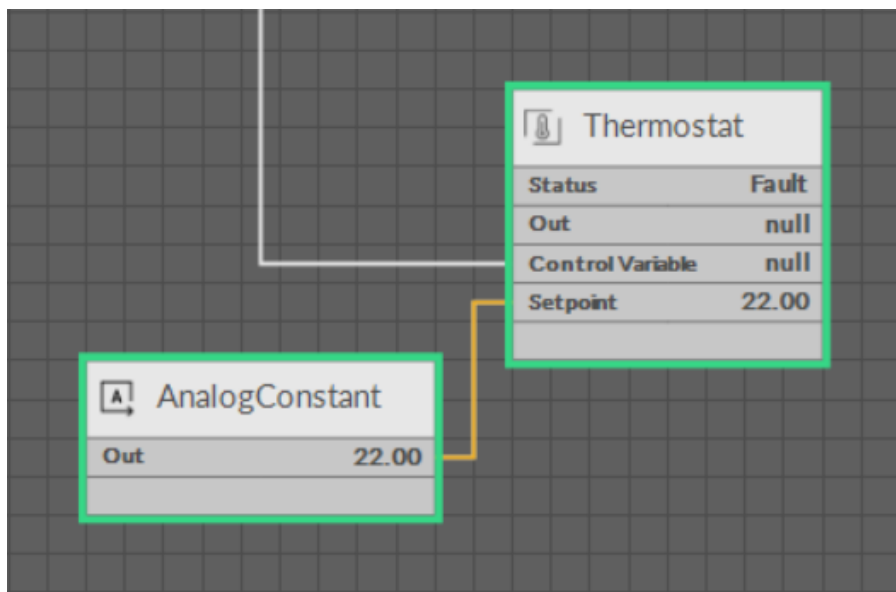 Thermostat
Status Fault
Out null
Control Variable null
Setpoint 22.00
A AnalogConstant
Out 22.00